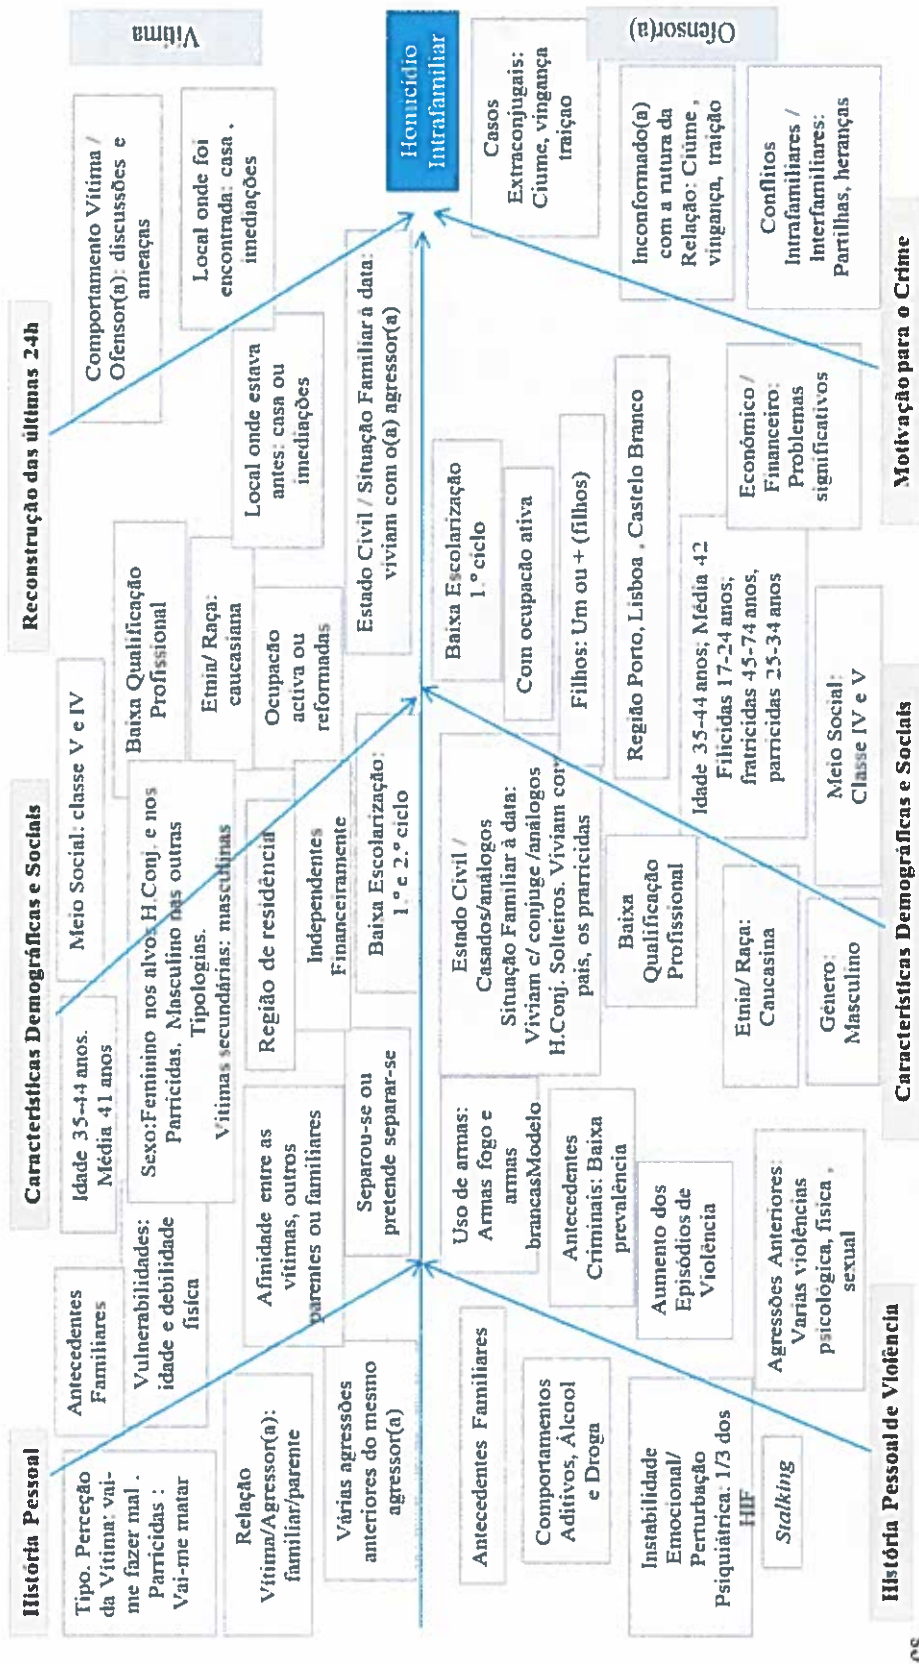 História Pessoal
Características Demográficas e Sociais
Reconstrução das últimas 24h
Vítima
Tipo. Perceção
da Vítima: vai-
me fazer mal .
Parricidas :
Vai-me matar
Antecedentes
Familiares
Vulnerabilidades:
idade e debilidade
física
Relação
Vítima/Agressor(a):
familiar/parente
Afinidade entre as
vítimas, outros
parentes ou familiares
Várias agressões
anteriores do mesmo
agressor(a)
Separou-se ou
pretende separar-se
Idade 35-44 anos.
Média 41 anos
Meio Social: classe V e IV
Sexo:Feminino nos alvos H.Conj. e nos
Parricidas. Masculino nas outras
Tipologias.
Vítimas secundárias: masculinas
Baixa Qualificação
Profissional
Etnia/ Raça:
caucasiana
Região de residência
Ocupação
activa ou
reformadas
Independentes
Financeiramente
Baixa Escolarização:
1.º e 2.º ciclo
Estado Civil / Situação Familiar à data:
viviam com o(a) agressor(a)
Comportamento Vítima /
Ofensor(a): discussões e
ameaças
Local onde foi
encontrada: casa .
imediações
Local onde estava
antes: casa ou
imediações
Homicídio
Intrafamiliar
Antecedentes Familiares
Comportamentos
Aditivos, Álcool
e Droga
Instabilidade
Emocional/
Perturbação
Psiquiátrica: 1/3 dos
HIF
Stalking
Uso de armas:
Armas fogo e
armas
brancasModelo
Antecedentes
Criminais: Baixa
prevalência
Aumento dos
Episódios de
Violência
Agressões Anteriores:
Varias violências
psicológica, física ,
sexual
Estado Civil /
Casados/análogos
Situação Familiar à data:
Viviam c/ conjuge /análogos
H.Conj. Solteiros. Viviam com
pais, os prarricidas
Baixa
Qualificação
Profissional
Etnia/ Raça:
Caucasina
Género:
Masculino
Baixa Escolarização
1.º ciclo
Com ocupacão ativa
Filhos: Um ou + (filhos)
Região Porto, Lisboa , Castelo Branco
Idade 35-44 anos; Média 42
Filicidas 17-24 anos,
fratricidas 45-74 anos,
parricidas 25-34 anos
Meio Social:
Classe IV e V
Casos
Extraconjugais:
Ciume, vingança
traiçao
Inconformado(a)
com a rutura da
Relação: Ciúme ,
vingança, traição
Conflitos
Intrafamiliares /
Interfamiliares:
Partilhas, heranças
Económico /
Financeiro:
Problemas
significativos
Ofensor(a)
História Pessoal de Violência
Características Demográficas e Sociais
Motivação para o Crime